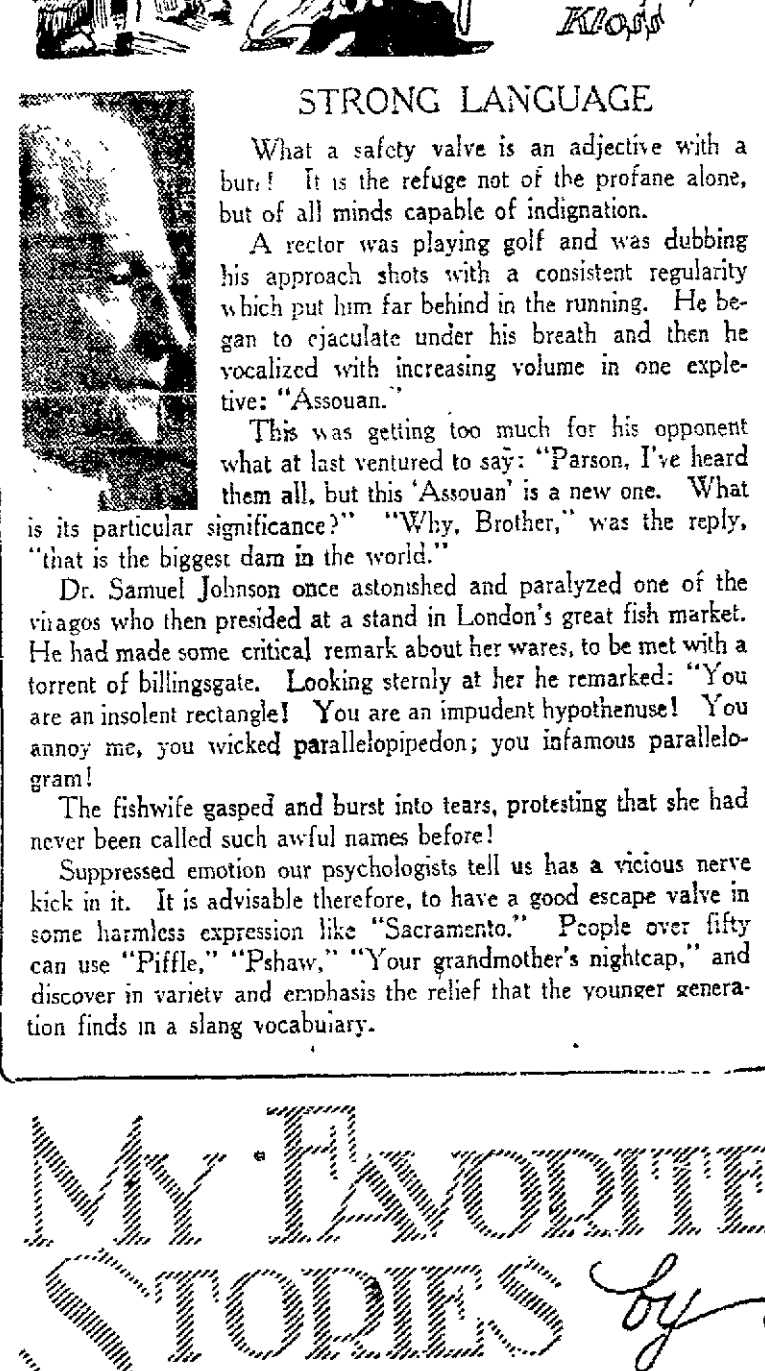 Kloss
STRONG LANGUAGE
What a safety valve is an adjective with a
burr! It is the refuge not of the profane alone,
but of all minds capable of indignation.
A rector was playing golf and was dubbing
his approach shots with a consistent regularity
which put him far behind in the running. He be-
gan to ejaculate under his breath and then he
vocalized with increasing volume in one exple-
tive: "Assouan."
This was getting too much for his opponent
what at last ventured to say: "Parson, I've heard
them all, but this 'Assouan' is a new one. What
is its particular significance?" "Why, Brother," was the reply,
"that is the biggest dam in the world."
Dr. Samuel Johnson once astonished and paralyzed one of the
viragos who then presided at a stand in London's great fish market.
He had made some critical remark about her wares, to be met with a
torrent of billingsgate. Looking sternly at her he remarked: "You
are an insolent rectangle! You are an impudent hypothenuse! You
annoy me, you wicked parallelopipedon; you infamous parallelo-
gram!
The fishwife gasped and burst into tears, protesting that she had
never been called such awful names before!
Suppressed emotion our psychologists tell us has a vicious nerve
kick in it. It is advisable therefore, to have a good escape valve in
some harmless expression like "Sacramento." People over fifty
can use "Piffle," "Pshaw," "Your grandmother's nightcap," and
discover in variety and emphasis the relief that the younger genera-
tion finds in a slang vocabulary.
MY FAVORITE
STORIES by